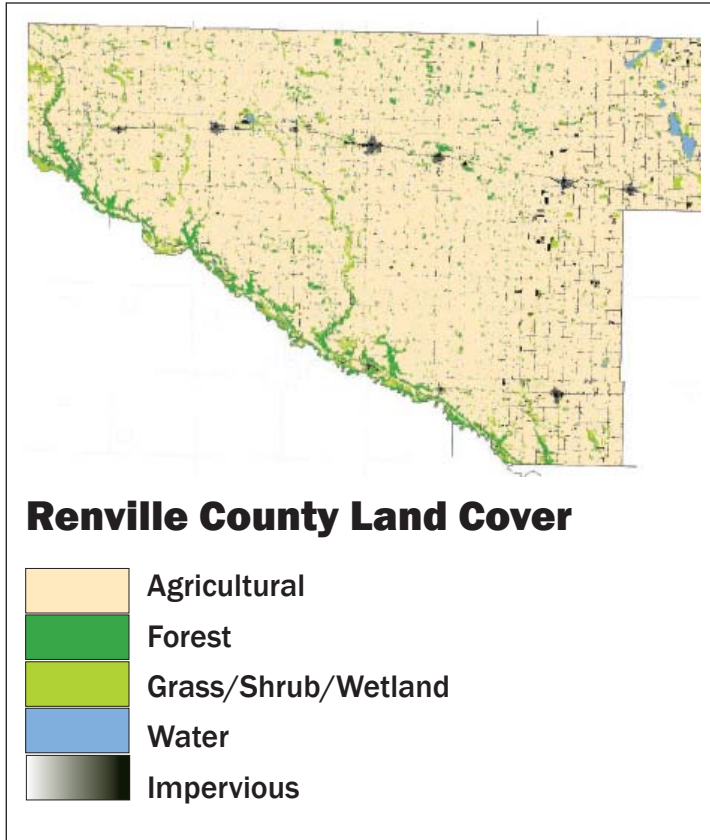 Renville County Land Cover
Agricultural
Forest
Grass/Shrub/Wetland
Water
Impervious